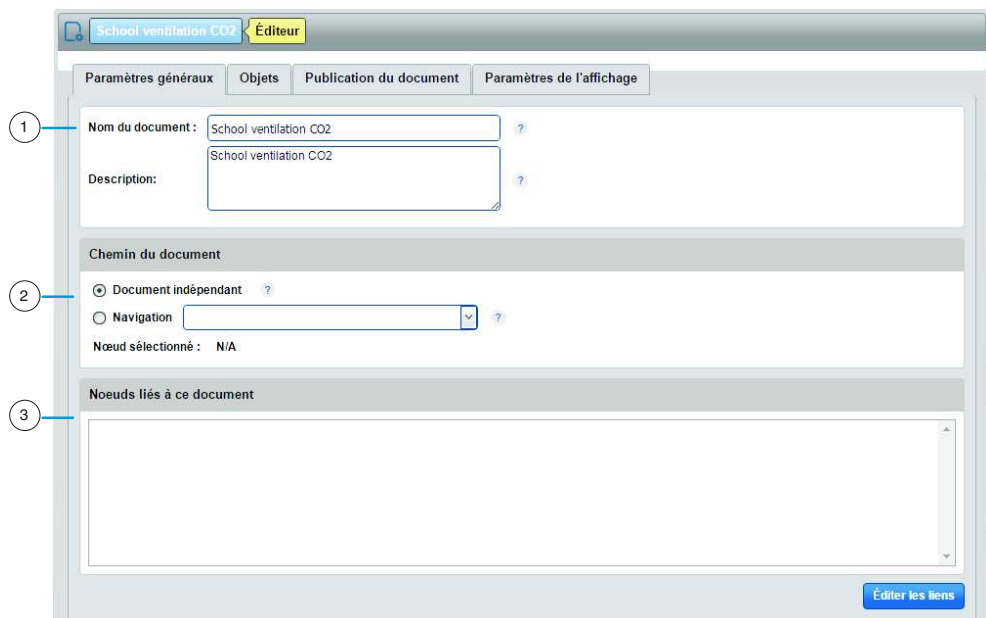 School ventilation CO2 Éditeur
Paramètres généraux Objets Publication du document Paramètres de l'affichage
1
Nom du document : School ventilation CO2 ?
Description: School ventilation CO2 ?
Chemin du document
2
Document indépendant ?
Navigation ?
Nœud sélectionné : N/A
Noeuds liés à ce document
3
Éditer les liens